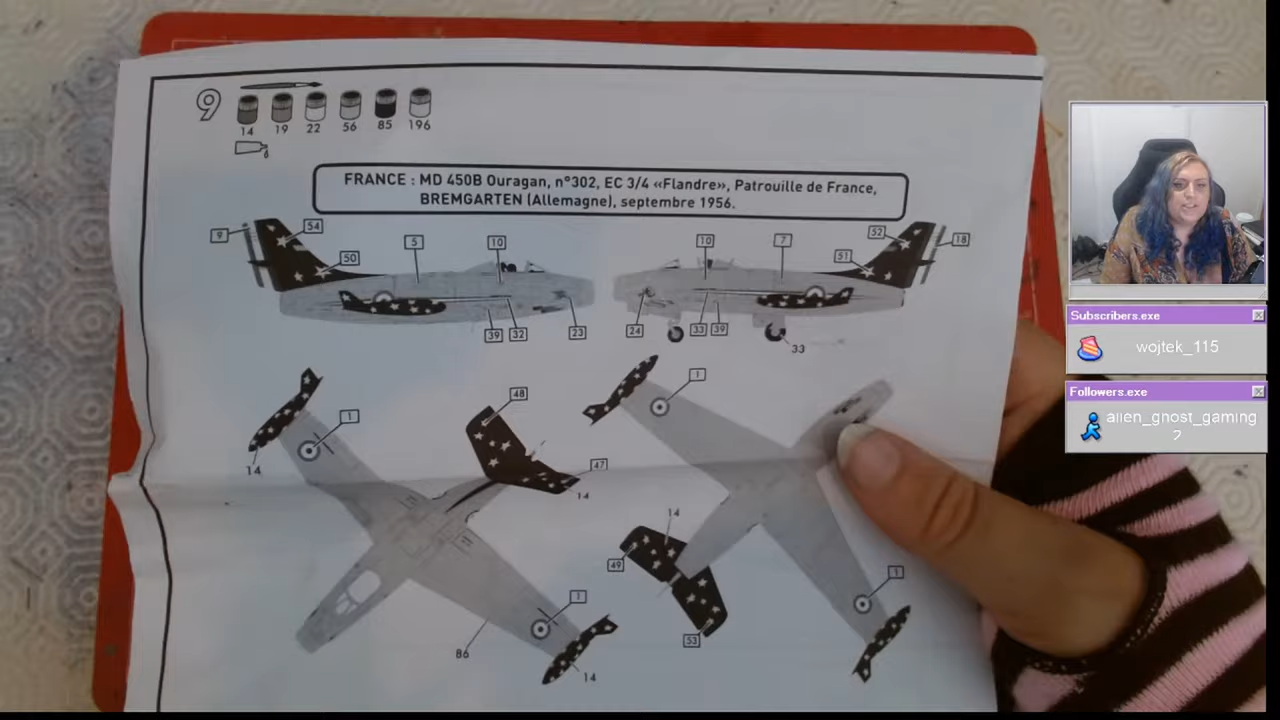 9
14 19 22 56 85 196
FRANCE : MD 450B Ouragan, n°302, EC 3/4 «Flandre», Patrouille de France,
BREMGARTEN (Allemagne), septembre 1956.
9 54 50 5 10
39 32 23
10 7 51 52 18
24 33 39 33
14 1 48 47 14
1 86 14
1 14 49 53 1
Subscribers.exe
wojtek_115
Followers.exe
alien_ghost_gaming
2